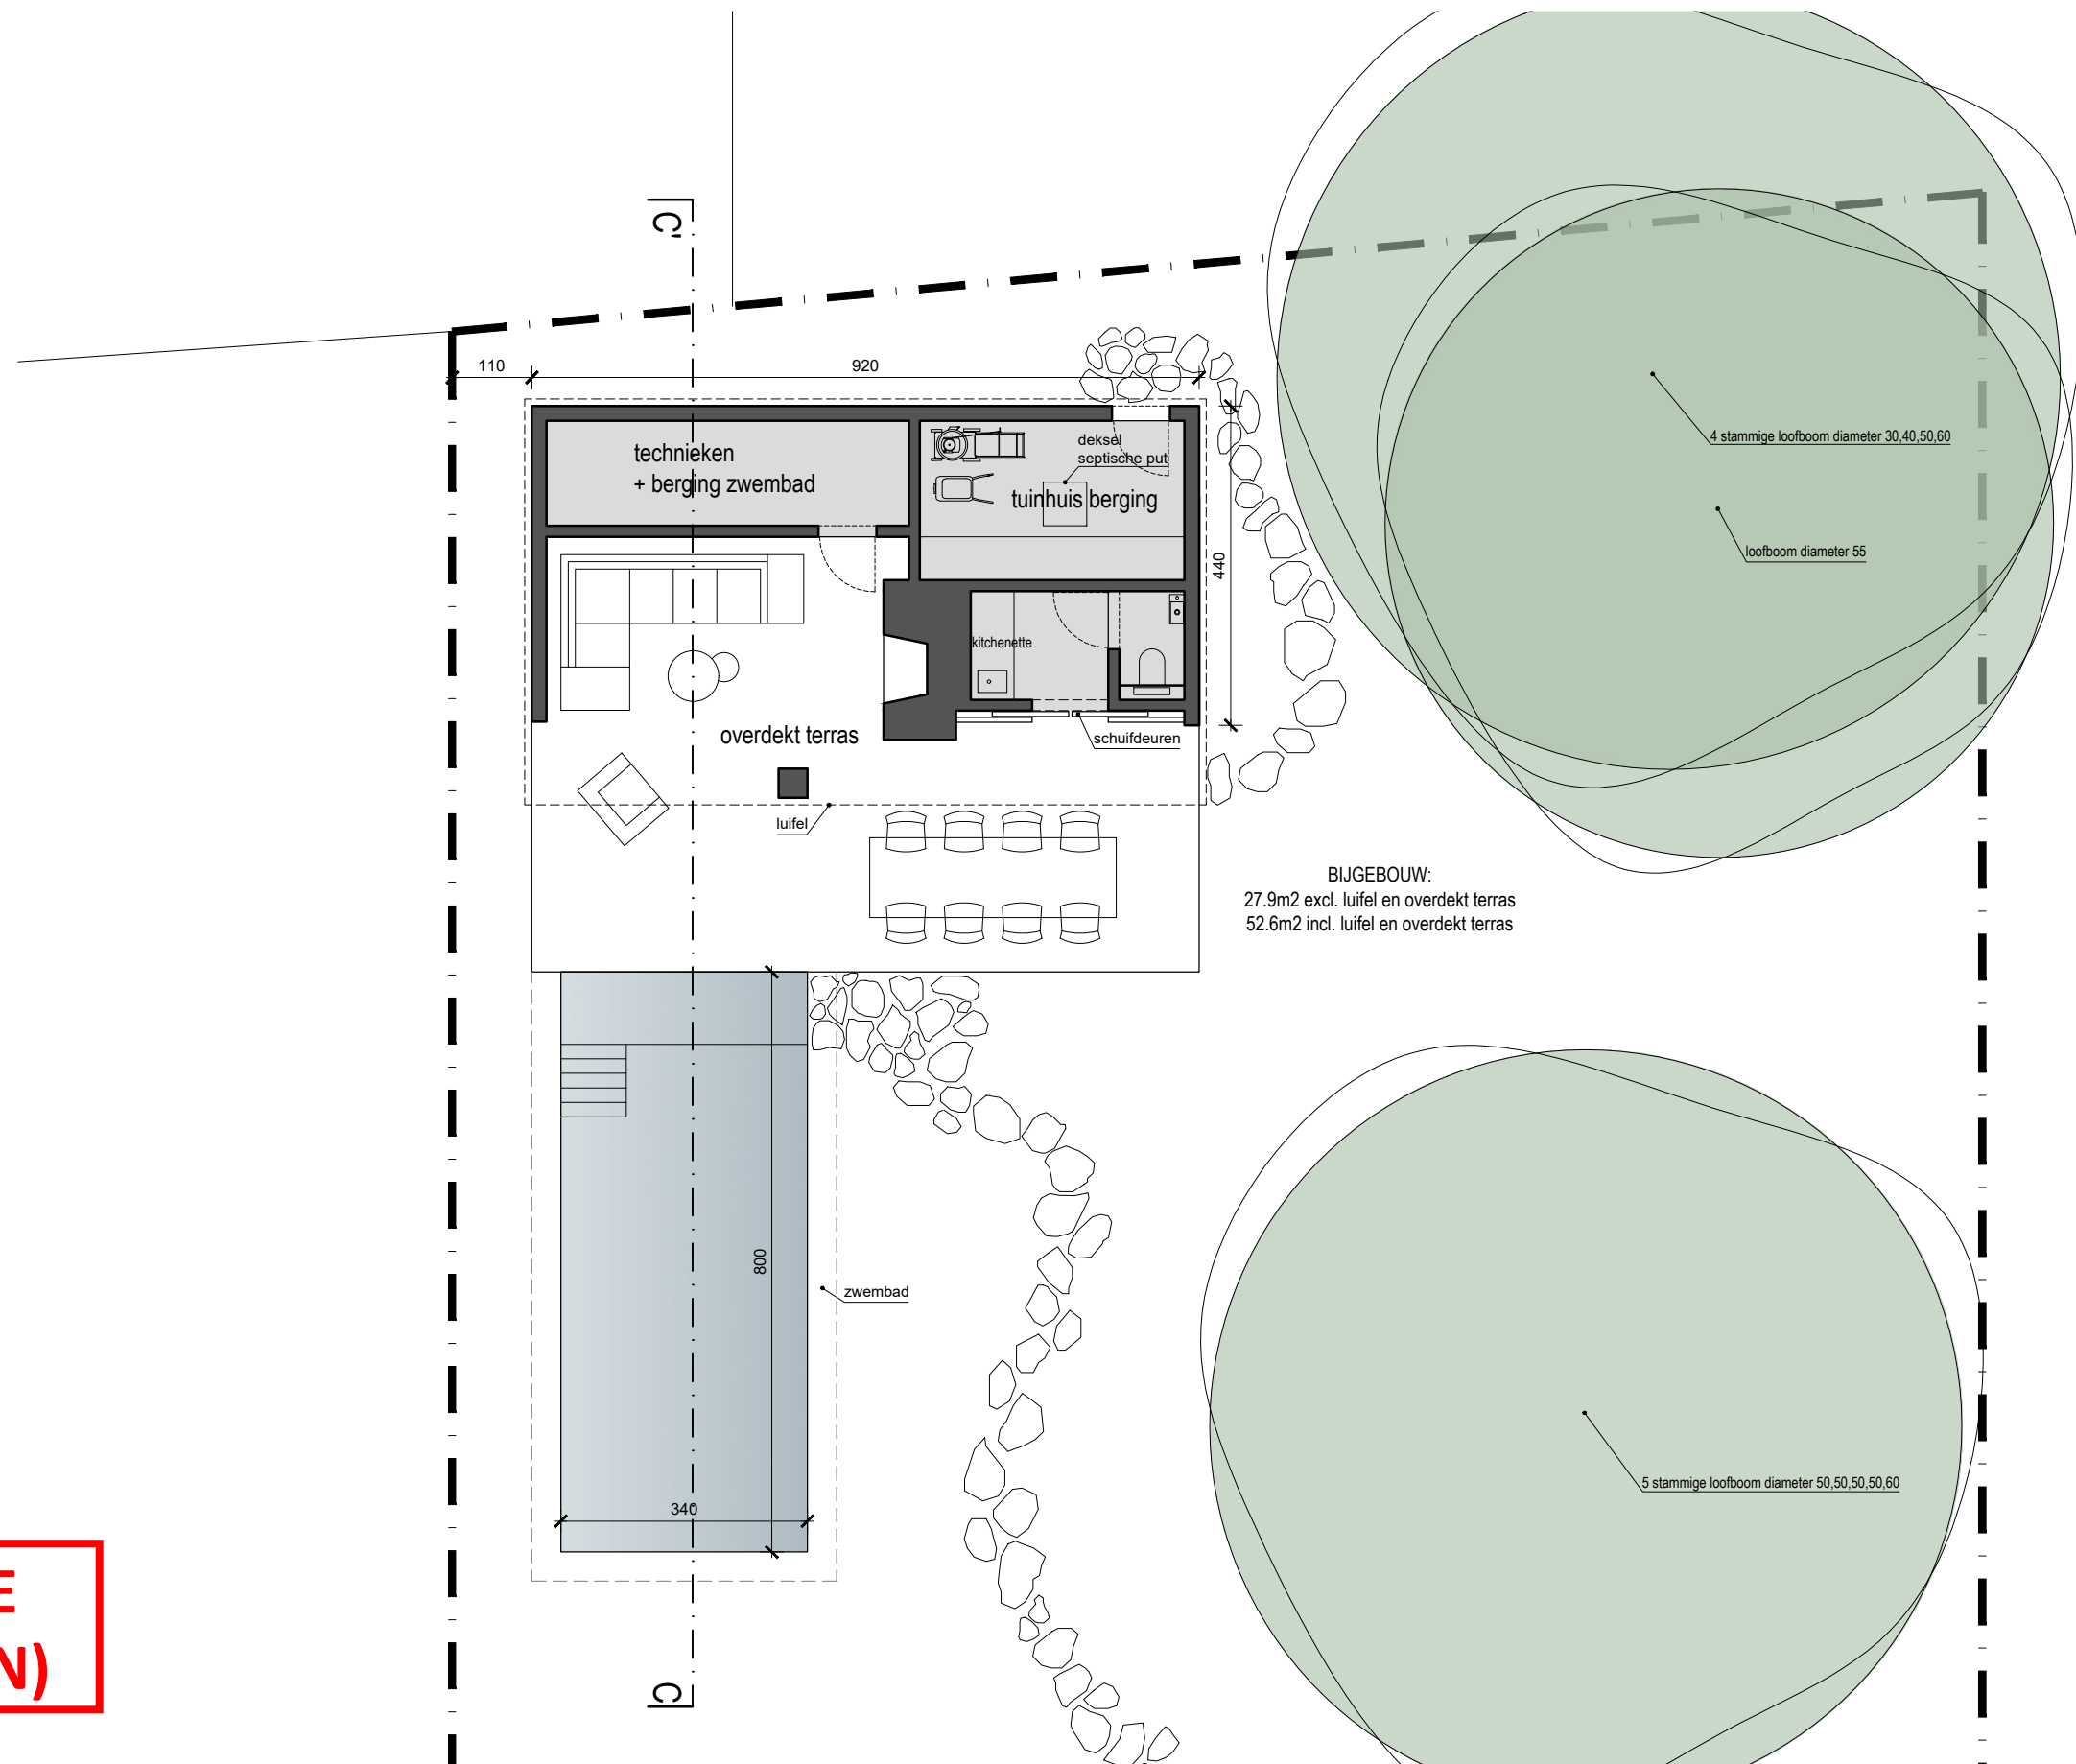 C'
110
920
4 stammige loofboom diameter 30,40,50,60
deksel
septische put
technieken
+ berging zwembad
tuinhuis berging
loofboom diameter 55
440
kitchenette
overdekt terras
schuifdeuren
luifel
BIJGEBOUW:
27.9m2 excl. luifel en overdekt terras
52.6m2 incl. luifel en overdekt terras
800
zwembad
5 stammige loofboom diameter 50,50,50,50,60
340
E
N)
C